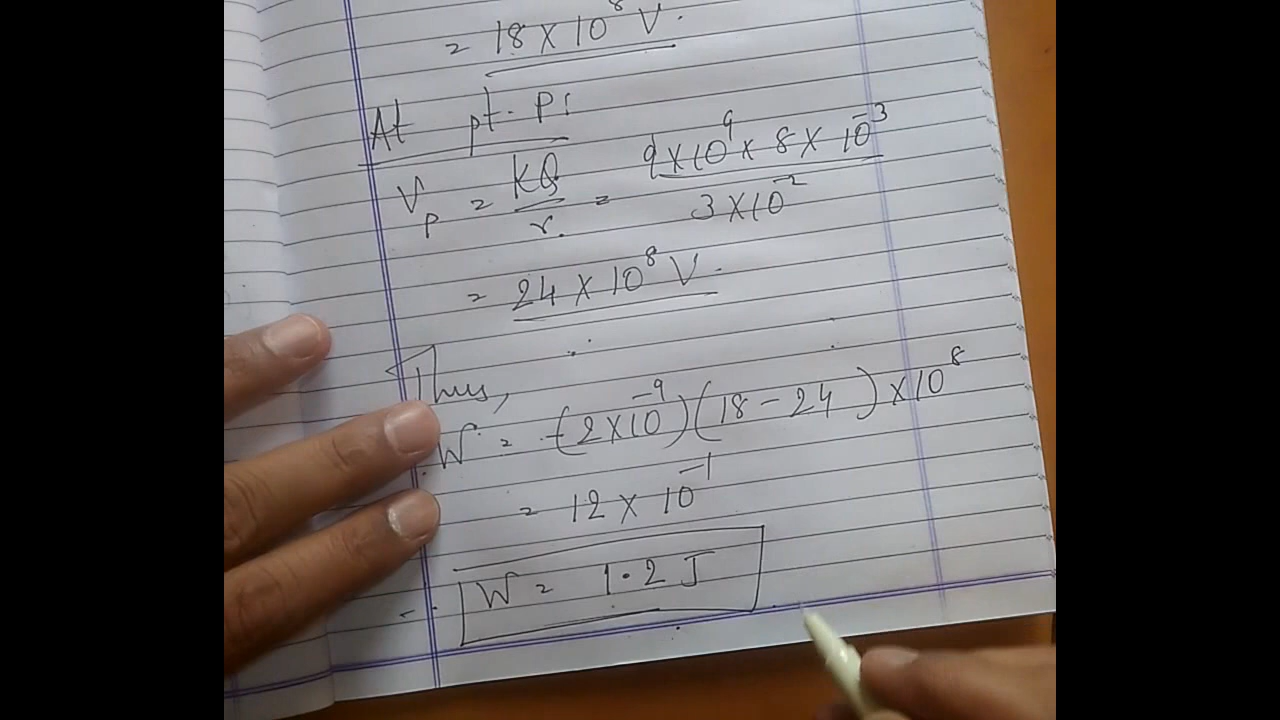 = 18 × 10⁸ V.
At pt. P:
V_P = KQ/r. = 9×10⁹ × 8 × 10⁻³ / 3×10⁻²
= 24 × 10⁸ V.
Thus,
W = -(2×10⁻⁹)(18-24)×10⁸
= 12 × 10⁻¹
W = 1.2 J